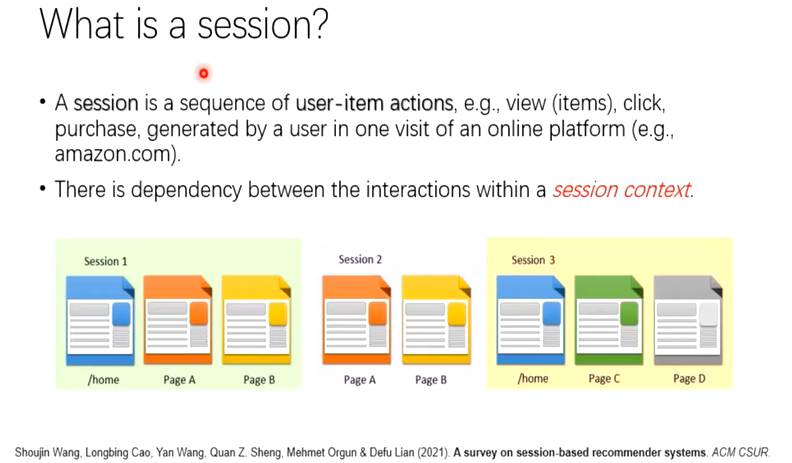 What is a session?
• A session is a sequence of user-item actions, e.g., view (items), click,
purchase, generated by a user in one visit of an online platform (e.g.,
amazon.com).
• There is dependency between the interactions within a session context.
Session 1
/home
Page A
Page B
Session 2
Page A
Page B
Session 3
/home
Page C
Page D
Shoujin Wang, Longbing Cao, Yan Wang, Quan Z. Sheng, Mehmet Orgun & Defu Lian (2021). A survey on session-based recommender systems. ACM CSUR.